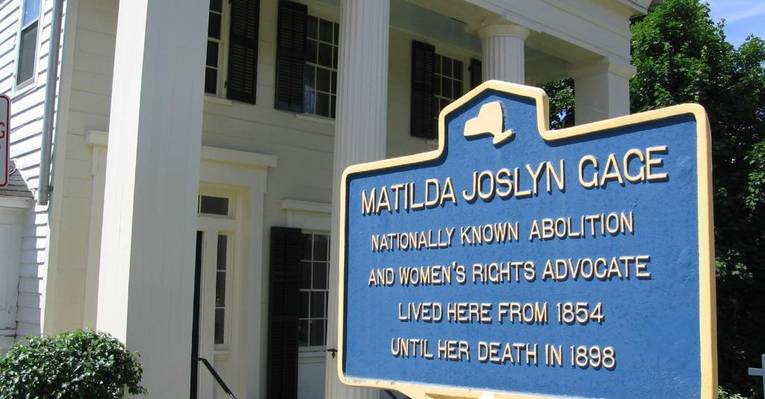 MATILDA JOSLYN GAGE
NATIONALLY KNOWN ABOLITION
AND WOMEN'S RIGHTS ADVOCATE
LIVED HERE FROM 1854
UNTIL HER DEATH IN 1898